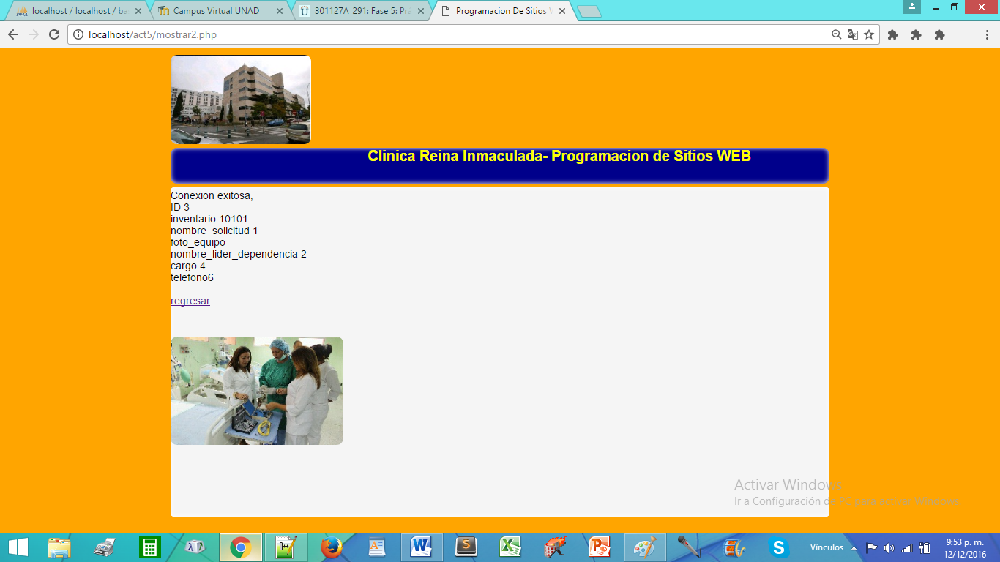 localhost / localhost / ba
Campus Virtual UNAD
301127A_291: Fase 5: Pra
Programacion De Sitios W
localhost/act5/mostrar2.php
Clinica Reina Inmaculada- Programacion de Sitios WEB
Conexion exitosa,
ID 3
inventario 10101
nombre_solicitud 1
foto_equipo
nombre_lider_dependencia 2
cargo 4
telefono6
regresar
Activar Windows
Ir a Configuración de PC para activar Windows.
Vínculos
9:53 p. m.
12/12/2016